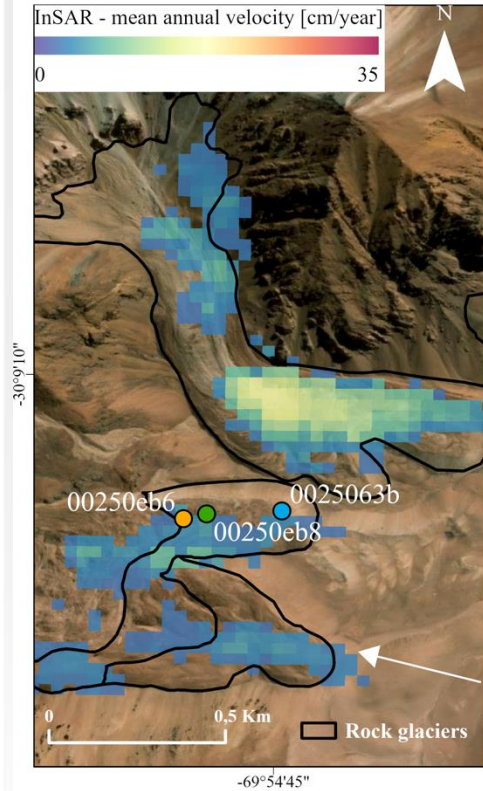 InSAR - mean annual velocity [cm/year]
0 35
N
-30°9'10"
00250eb6 0025063b
00250eb8
0 0,5 Km
Rock glaciers
-69°54'45"